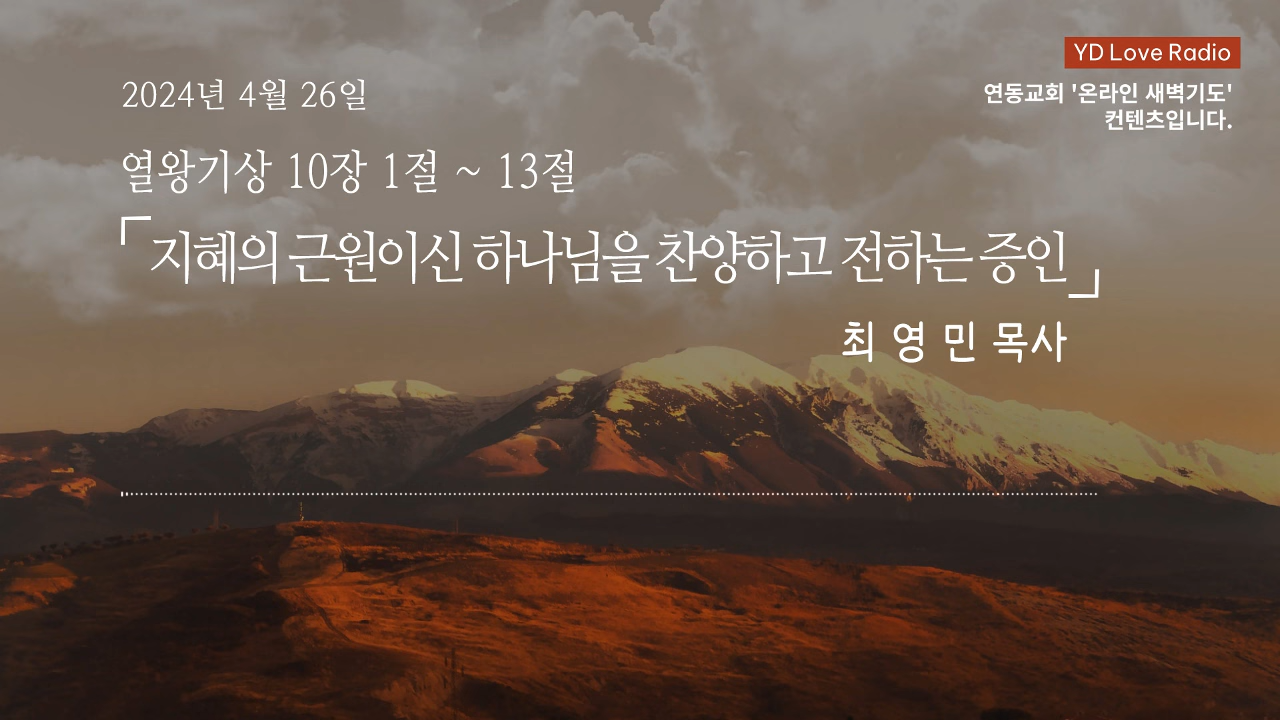 YD Love Radio
연동교회 '온라인 새벽기도'
컨텐츠입니다.
2024년 4월 26일
열왕기상 10장 1절 ~ 13절
「지혜의 근원이신 하나님을 찬양하고 전하는 증인」
최영민 목사